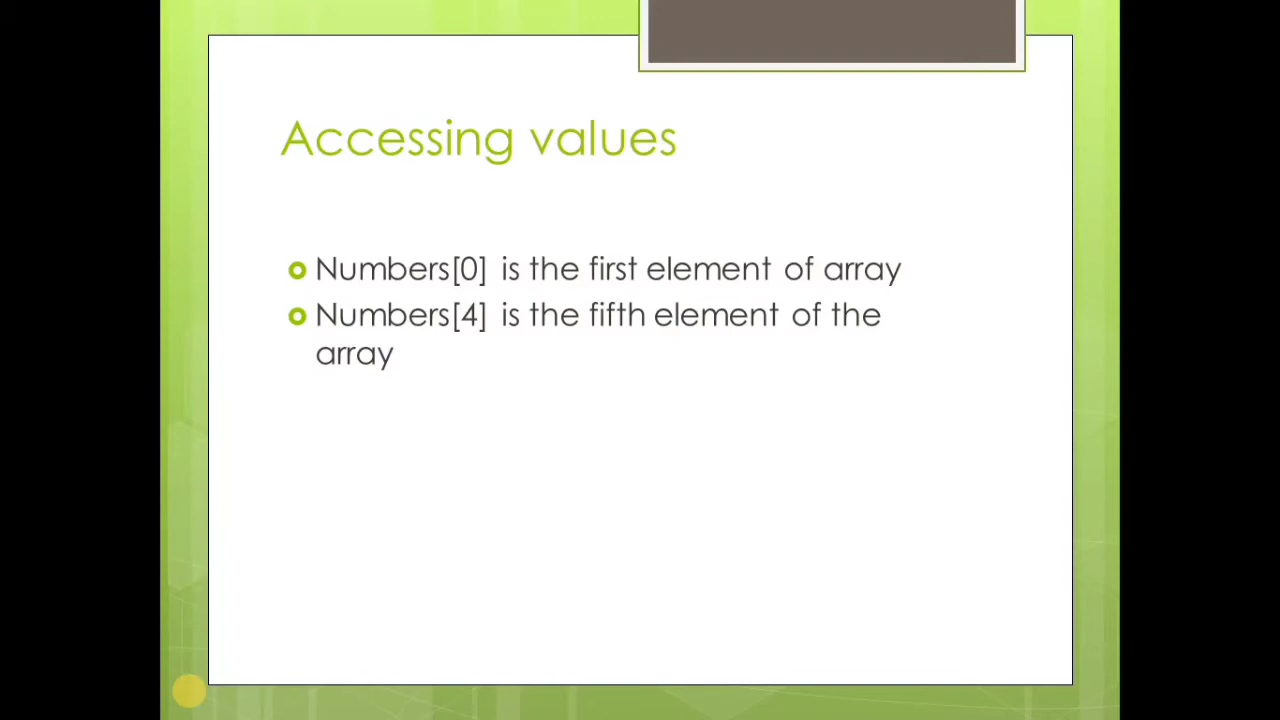 Accessing values
Numbers[0] is the first element of array
Numbers[4] is the fifth element of the
array